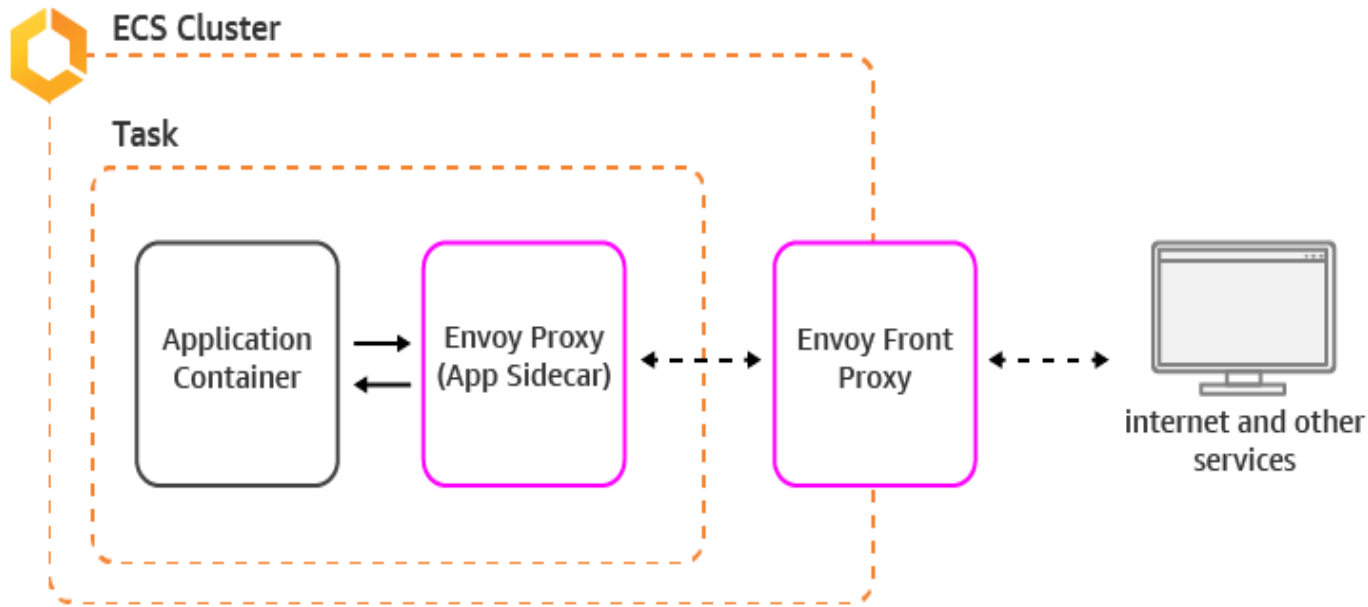 ECS Cluster
Task
Application
Container
Envoy Proxy
(App Sidecar)
Envoy Front
Proxy
internet and other
services